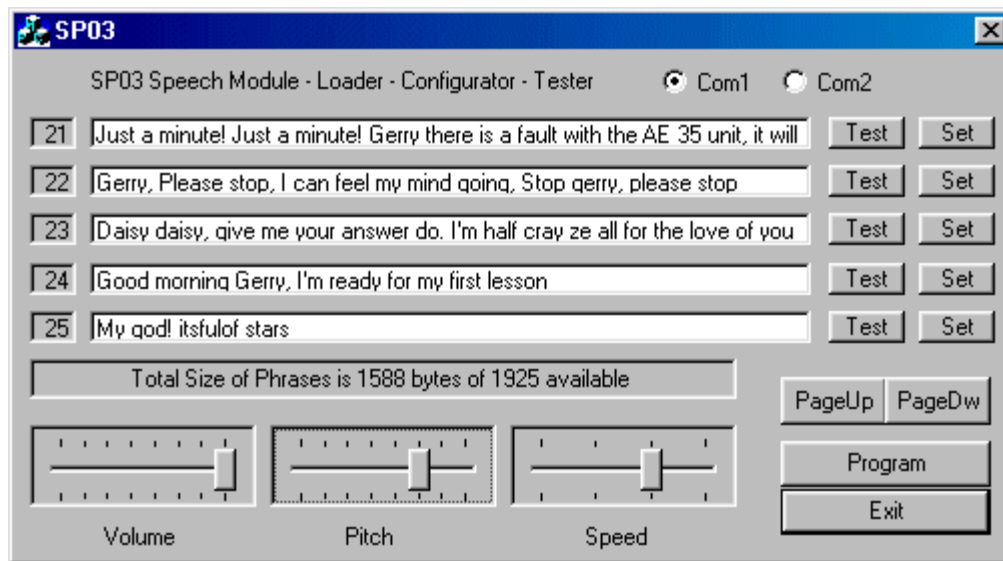 SP03
SP03 Speech Module - Loader - Configurator - Tester Com1 Com2
21 Just a minute! Just a minute! Gerry there is a fault with the AE 35 unit, it will Test Set
22 Gerry, Please stop, I can feel my mind going, Stop gerry, please stop Test Set
23 Daisy daisy, give me your answer do. I'm half cray ze all for the love of you Test Set
24 Good morning Gerry, I'm ready for my first lesson Test Set
25 My god! itsfulof stars Test Set
Total Size of Phrases is 1588 bytes of 1925 available
PageUp PageDw
Program
Exit
Volume Pitch Speed